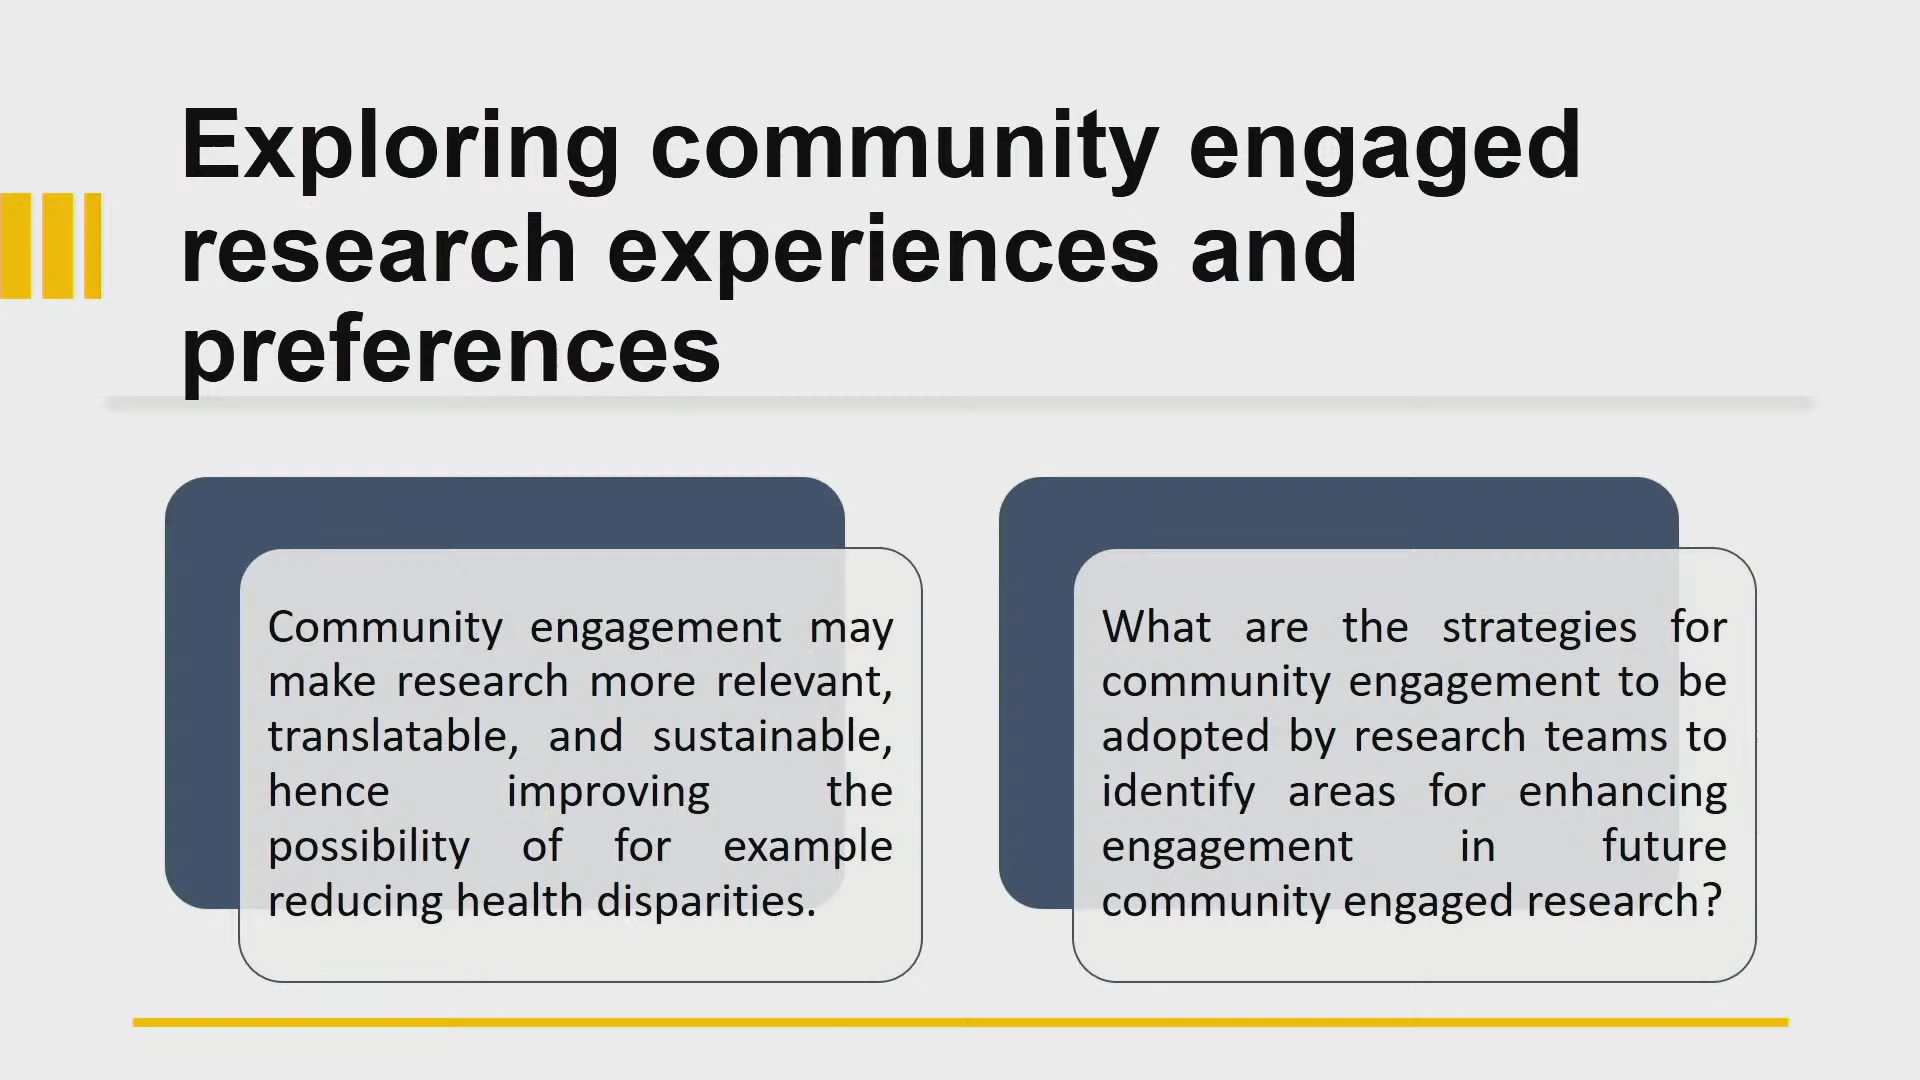 Exploring community engaged
research experiences and
preferences
Community engagement may
make research more relevant,
translatable, and sustainable,
hence improving the
possibility of for example
reducing health disparities.
What are the strategies for
community engagement to be
adopted by research teams to
identify areas for enhancing
engagement in future
community engaged research?